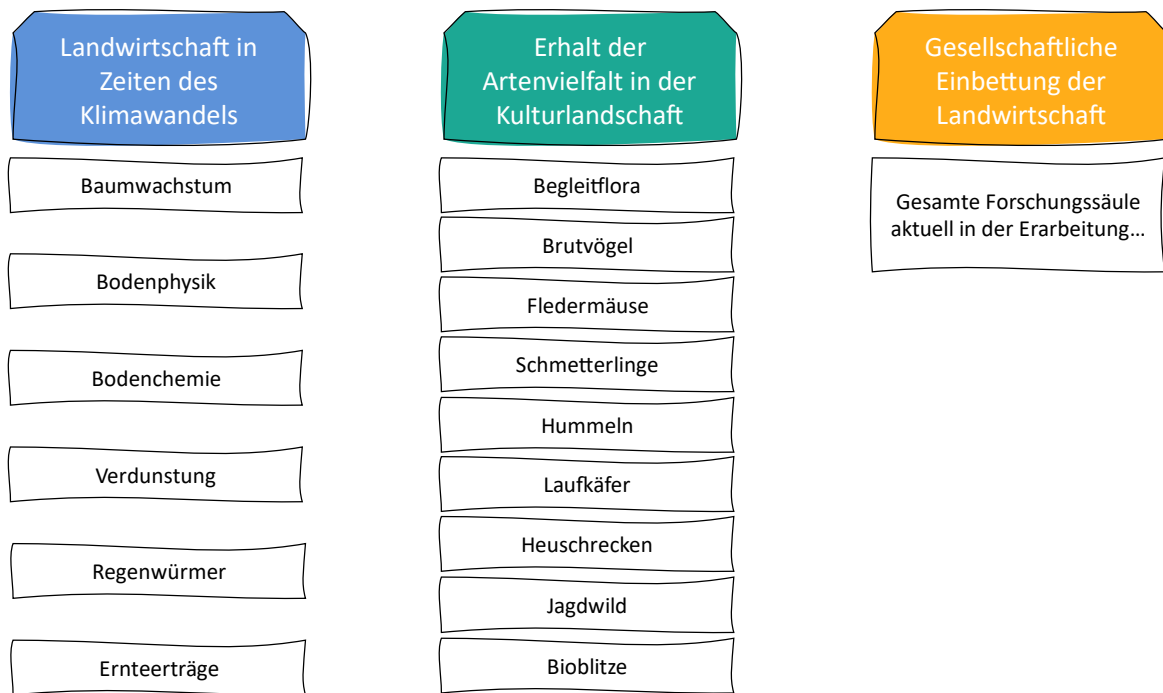 Landwirtschaft in
Zeiten des
Klimawandels
Baumwachstum
Bodenphysik
Bodenchemie
Verdunstung
Regenwürmer
Ernteerträge
Erhalt der
Artenvielfalt in der
Kulturlandschaft
Begleitflora
Brutvögel
Fledermäuse
Schmetterlinge
Hummeln
Laufkäfer
Heuschrecken
Jagdwild
Bioblitze
Gesellschaftliche
Einbettung der
Landwirtschaft
Gesamte Forschungssäule
aktuell in der Erarbeitung…